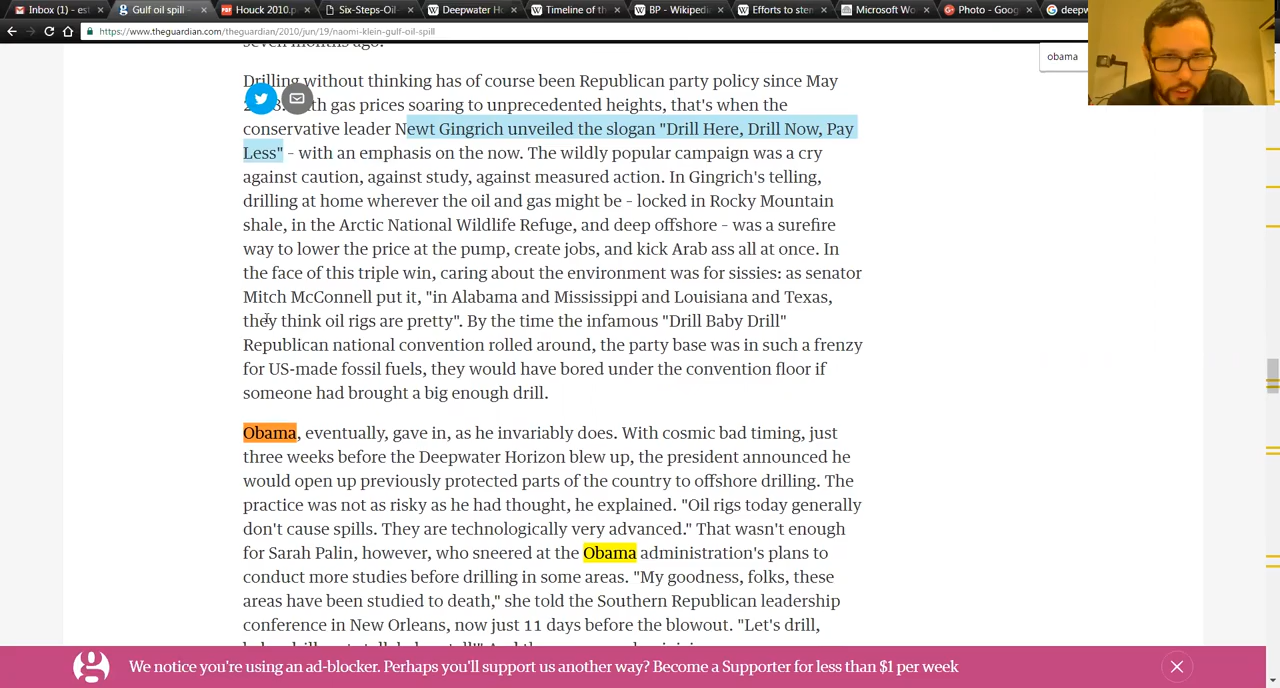 Inbox (1) - est
Gulf oil spill -
Houck 2010.p
Six-Steps-Oil-
Deepwater Ho
Timeline of th
BP - Wikiped
Efforts to ster
Microsoft Wo
Photo - Goog
deepw
https://www.theguardian.com/theguardian/2010/jun/19/naomi-klein-gulf-oil-spill
obama
seven months ago.
Drilling without thinking has of course been Republican party policy since May
th gas prices soaring to unprecedented heights, that's when the
conservative leader Newt Gingrich unveiled the slogan "Drill Here, Drill Now, Pay
Less" – with an emphasis on the now. The wildly popular campaign was a cry
against caution, against study, against measured action. In Gingrich's telling,
drilling at home wherever the oil and gas might be – locked in Rocky Mountain
shale, in the Arctic National Wildlife Refuge, and deep offshore – was a surefire
way to lower the price at the pump, create jobs, and kick Arab ass all at once. In
the face of this triple win, caring about the environment was for sissies: as senator
Mitch McConnell put it, "in Alabama and Mississippi and Louisiana and Texas,
they think oil rigs are pretty". By the time the infamous "Drill Baby Drill"
Republican national convention rolled around, the party base was in such a frenzy
for US-made fossil fuels, they would have bored under the convention floor if
someone had brought a big enough drill.
Obama, eventually, gave in, as he invariably does. With cosmic bad timing, just
three weeks before the Deepwater Horizon blew up, the president announced he
would open up previously protected parts of the country to offshore drilling. The
practice was not as risky as he had thought, he explained. "Oil rigs today generally
don't cause spills. They are technologically very advanced." That wasn't enough
for Sarah Palin, however, who sneered at the Obama administration's plans to
conduct more studies before drilling in some areas. "My goodness, folks, these
areas have been studied to death," she told the Southern Republican leadership
conference in New Orleans, now just 11 days before the blowout. "Let's drill,
We notice you're using an ad-blocker. Perhaps you'll support us another way? Become a Supporter for less than $1 per week